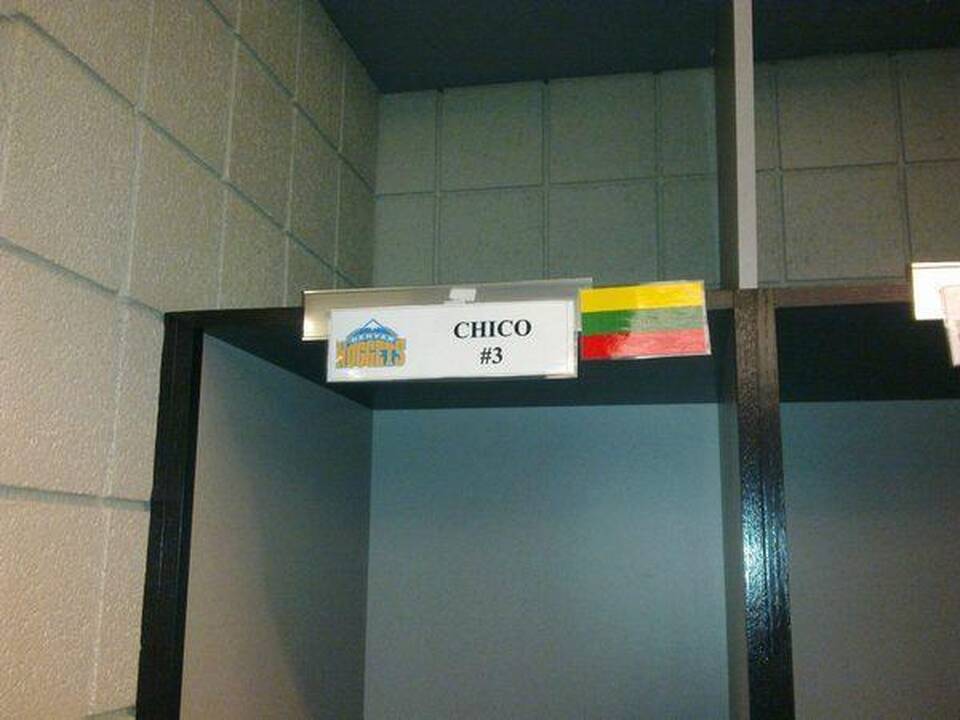 DENVER
NUGGETS
CHICO
#3